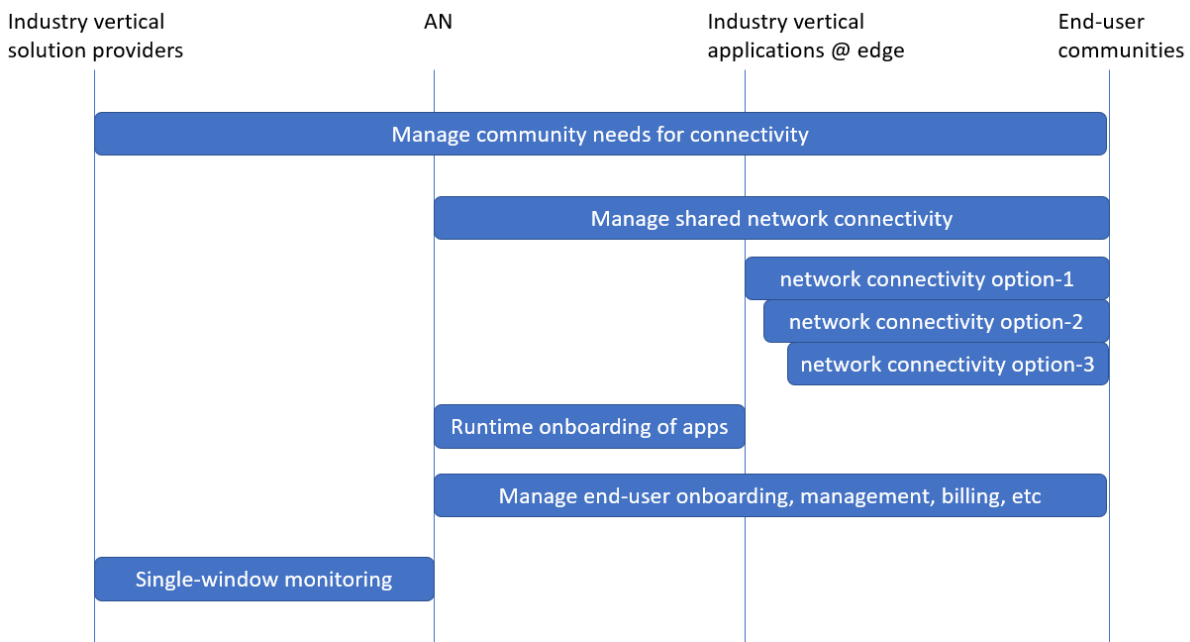 Industry vertical
solution providers
AN
Industry vertical
applications @ edge
End-user
communities
Manage community needs for connectivity
Manage shared network connectivity
network connectivity option-1
network connectivity option-2
network connectivity option-3
Runtime onboarding of apps
Manage end-user onboarding, management, billing, etc
Single-window monitoring